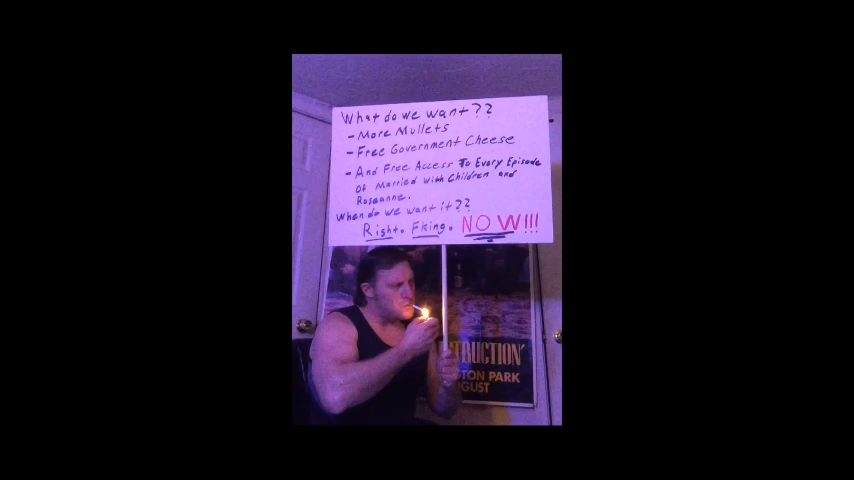 What do we want??
- More Mullets
- Free Government Cheese
- And Free Access To Every Episode
Of Married With Children and
Roseanne.
When do we want it??
Right. Fking. NOW!!!
TRUCTION'
TON PARK
GUST